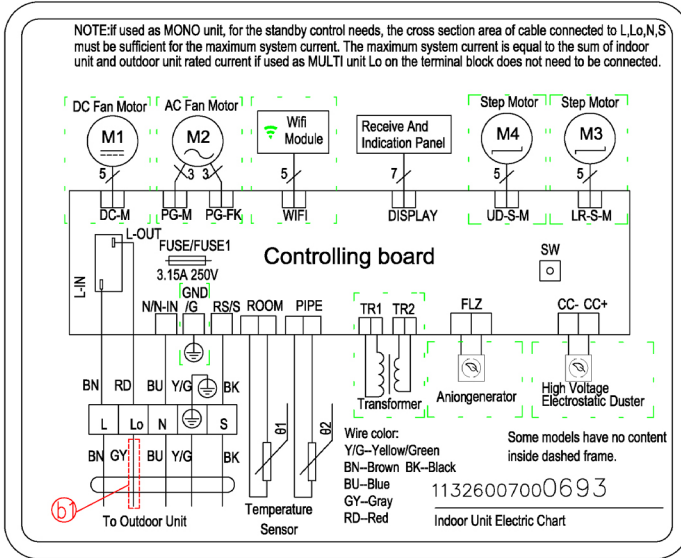 NOTE:if used as MONO unit, for the standby control needs, the cross section area of cable connected to L,Lo,N,S
must be sufficient for the maximum system current. The maximum system current is equal to the sum of indoor
unit and outdoor unit rated current if used as MULTI unit Lo on the terminal block does not need to be connected.
DC Fan Motor
AC Fan Motor
Wifi
Module
Receive And
Indication Panel
Step Motor
Step Motor
M1
M2
M4
M3
5
3
3
5
7
5
5
DC-M
PG-M
PG-FK
WIFI
DISPLAY
UD-S-M
LR-S-M
L-OUT
L-IN
FUSE/FUSE1
3.15A 250V
Controlling board
SW
N/N-IN
GND
/G
RS/S
ROOM
PIPE
TR1
TR2
FLZ
CC-
CC+
BN
RD
BU
Y/G
BK
θ1
θ2
Transformer
Aniongenerator
High Voltage
Electrostatic Duster
L
Lo
N
S
BN
GY
BU
Y/G
BK
b1
To Outdoor Unit
Temperature
Sensor
Wire color:
Y/G--Yellow/Green
BN--Brown BK--Black
BU--Blue
GY--Gray
RD--Red
Some models have no content
inside dashed frame.
11326007000693
Indoor Unit Electric Chart